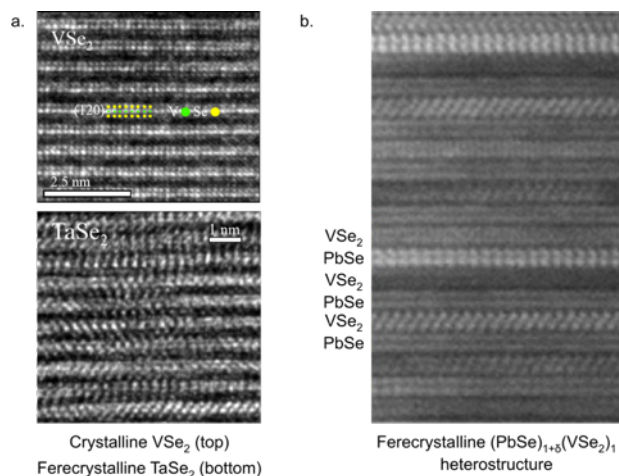 a.
b.
VSe₂
(120) V Se
2.5 nm
TaSe₂
1 nm
VSe₂
PbSe
VSe₂
PbSe
VSe₂
PbSe
Crystalline VSe₂ (top)
Ferecrystalline TaSe₂ (bottom)
Ferecrystalline (PbSe)₁₊δ(VSe₂)₁
heterostructure